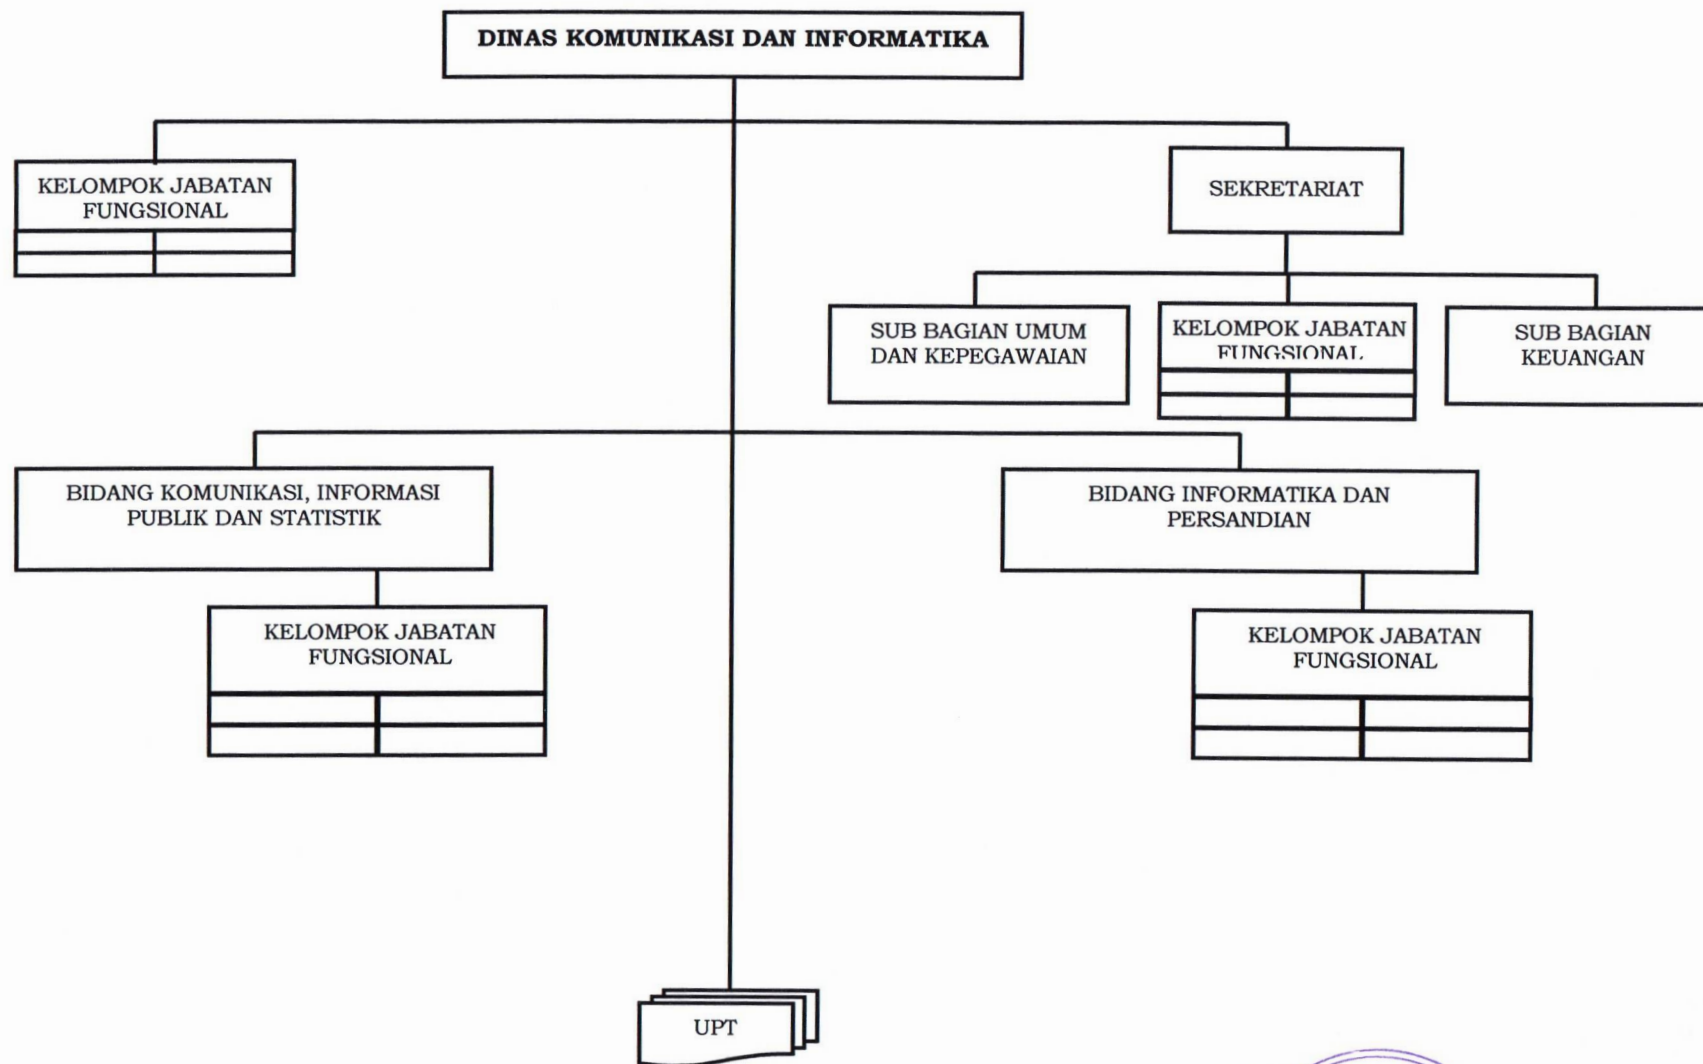 DINAS KOMUNIKASI DAN INFORMATIKA
KELOMPOK JABATAN
FUNGSIONAL
SEKRETARIAT
SUB BAGIAN UMUM
DAN KEPEGAWAIAN
KELOMPOK JABATAN
FUNGSIONAL
SUB BAGIAN
KEUANGAN
BIDANG KOMUNIKASI, INFORMASI
PUBLIK DAN STATISTIK
BIDANG INFORMATIKA DAN
PERSANDIAN
KELOMPOK JABATAN
FUNGSIONAL
KELOMPOK JABATAN
FUNGSIONAL
UPT